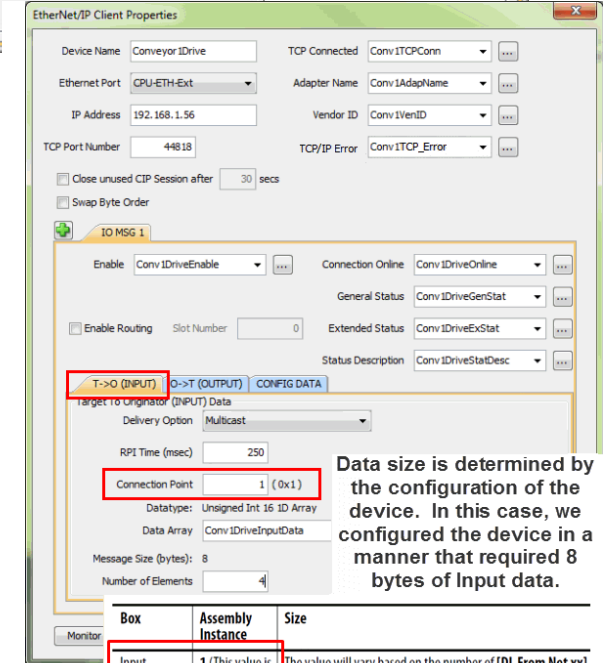 EtherNet/IP Client Properties
Device Name Conveyor1Drive TCP Connected Conv1TCPConn ...
Ethernet Port CPU-ETH-Ext Adapter Name Conv1AdapName ...
IP Address 192.168.1.56 Vendor ID Conv1VenID ...
TCP Port Number 44818 TCP/IP Error Conv1TCP_Error ...
Close unused CIP Session after 30 secs
Swap Byte Order
IO MSG 1
Enable Conv1DriveEnable ... Connection Online Conv1DriveOnline ...
General Status Conv1DriveGenStat ...
Enable Routing Slot Number 0 Extended Status Conv1DriveExStat ...
Status Description Conv1DriveStatDesc ...
T->O (INPUT) O->T (OUTPUT) CONFIG DATA
Target To Originator (INPUT) Data
Delivery Option Multicast
RPI Time (msec) 250
Connection Point 1 (0x1)
Datatype: Unsigned Int 16 1D Array
Data Array Conv1DriveInputData
Message Size (bytes): 8
Number of Elements 4
Data size is determined by
the configuration of the
device. In this case, we
configured the device in a
manner that required 8
bytes of Input data.
Box Assembly Instance Size
Monitor
Input 1 (This value is The value will vary based on the number of [DL From Net xx]